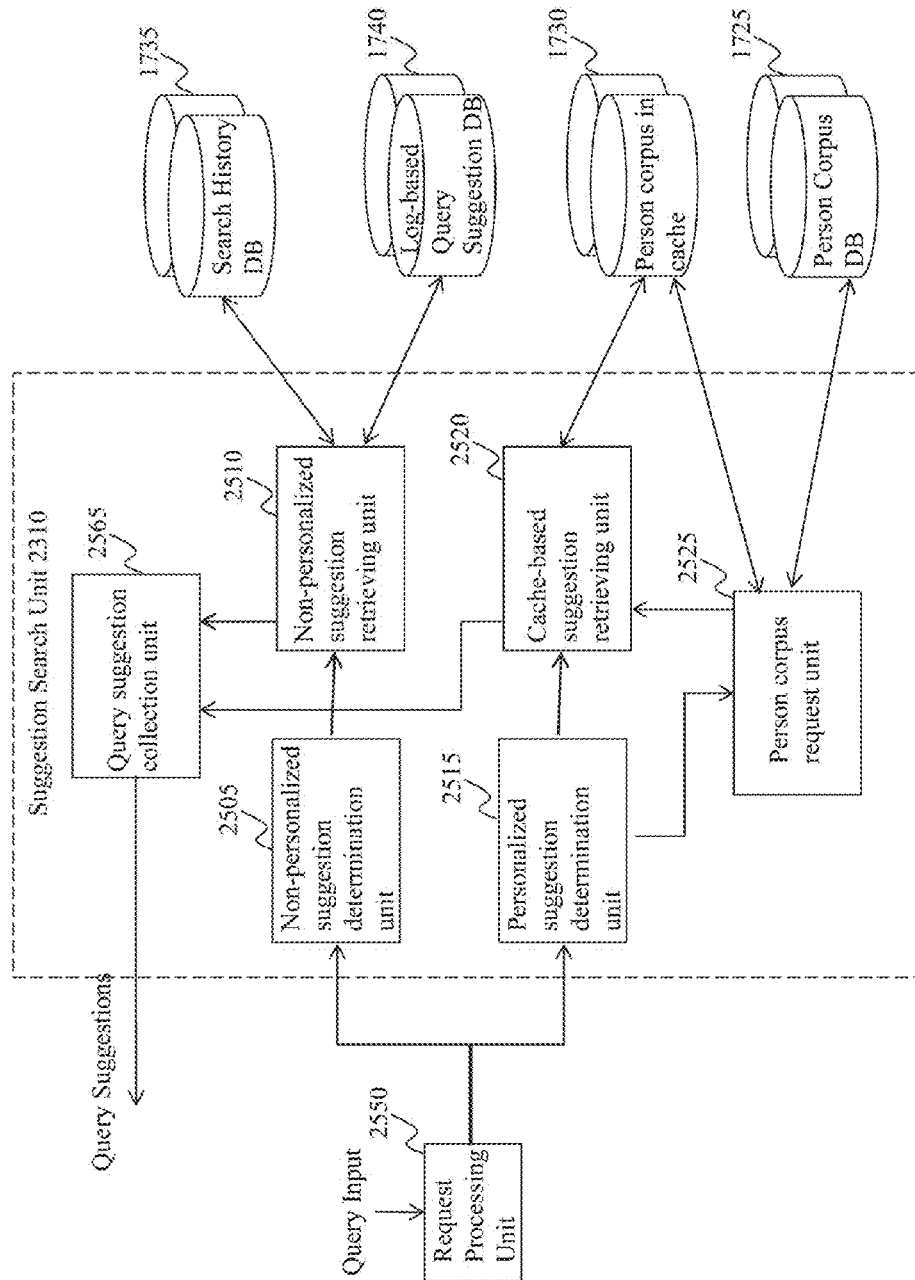 Query Input
2550
Request
Processing
Unit
Query Suggestions
Suggestion Search Unit 2310
2565
Query suggestion
collection unit
2505
Non-personalized
suggestion
determination
unit
2510
Non-personalized
suggestion
retrieving unit
2515
Personalized
suggestion
determination
unit
2520
Cache-based
suggestion
retrieving unit
2525
Person corpus
request unit
1735
Search History
DB
1740
Log-based
Query
Suggestion DB
1730
Person corpus in
cache
1725
Person Corpus
DB